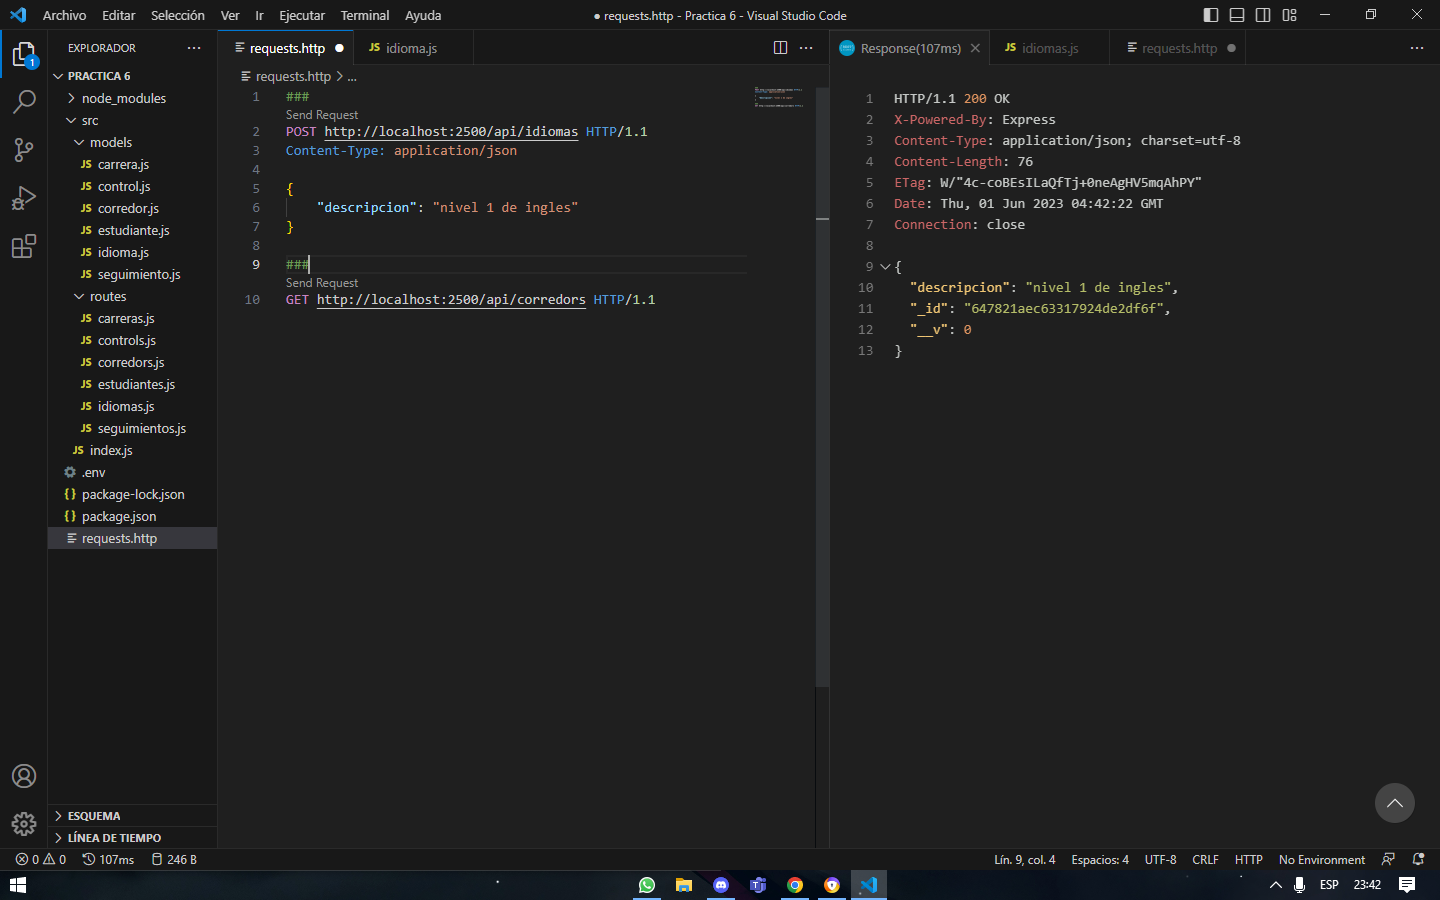 Archivo Editar Selección Ver Ir Ejecutar Terminal Ayuda
● requests.http - Practica 6 - Visual Studio Code
EXPLORADOR ...
1
PRACTICA 6
node_modules
src
models
JS carrera.js
JS control.js
JS corredor.js
JS estudiante.js
JS idioma.js
JS seguimiento.js
routes
JS carreras.js
JS controls.js
JS corredors.js
JS estudiantes.js
JS idiomas.js
JS seguimientos.js
JS index.js
.env
{} package-lock.json
{} package.json
requests.http
ESQUEMA
LÍNEA DE TIEMPO
requests.http ●
JS idioma.js
...
requests.http > ...
1 ###
Send Request
2 POST http://localhost:2500/api/idiomas HTTP/1.1
3 Content-Type: application/json
4
5 {
6 "descripcion": "nivel 1 de ingles"
7 }
8
9 ###
Send Request
10 GET http://localhost:2500/api/corredors HTTP/1.1
Response(107ms)
JS idiomas.js
requests.http ●
...
1 HTTP/1.1 200 OK
2 X-Powered-By: Express
3 Content-Type: application/json; charset=utf-8
4 Content-Length: 76
5 ETag: W/"4c-coBEsILaQfTj+0neAgHV5mqAhPY"
6 Date: Thu, 01 Jun 2023 04:42:22 GMT
7 Connection: close
8
9 {
10 "descripcion": "nivel 1 de ingles",
11 "_id": "647821aec63317924de2df6f",
12 "__v": 0
13 }
0 0 107ms 246 B
Lín. 9, col. 4 Espacios: 4 UTF-8 CRLF HTTP No Environment
ESP 23:42